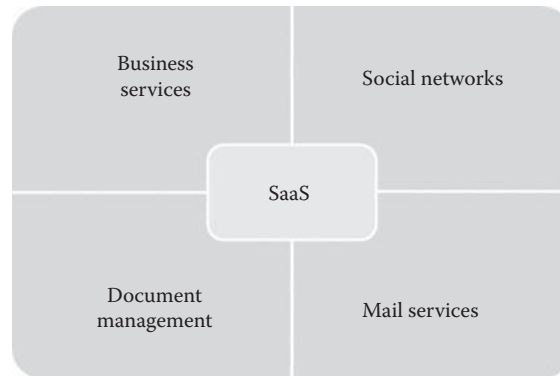 Business
services
Social networks
SaaS
Document
management
Mail services